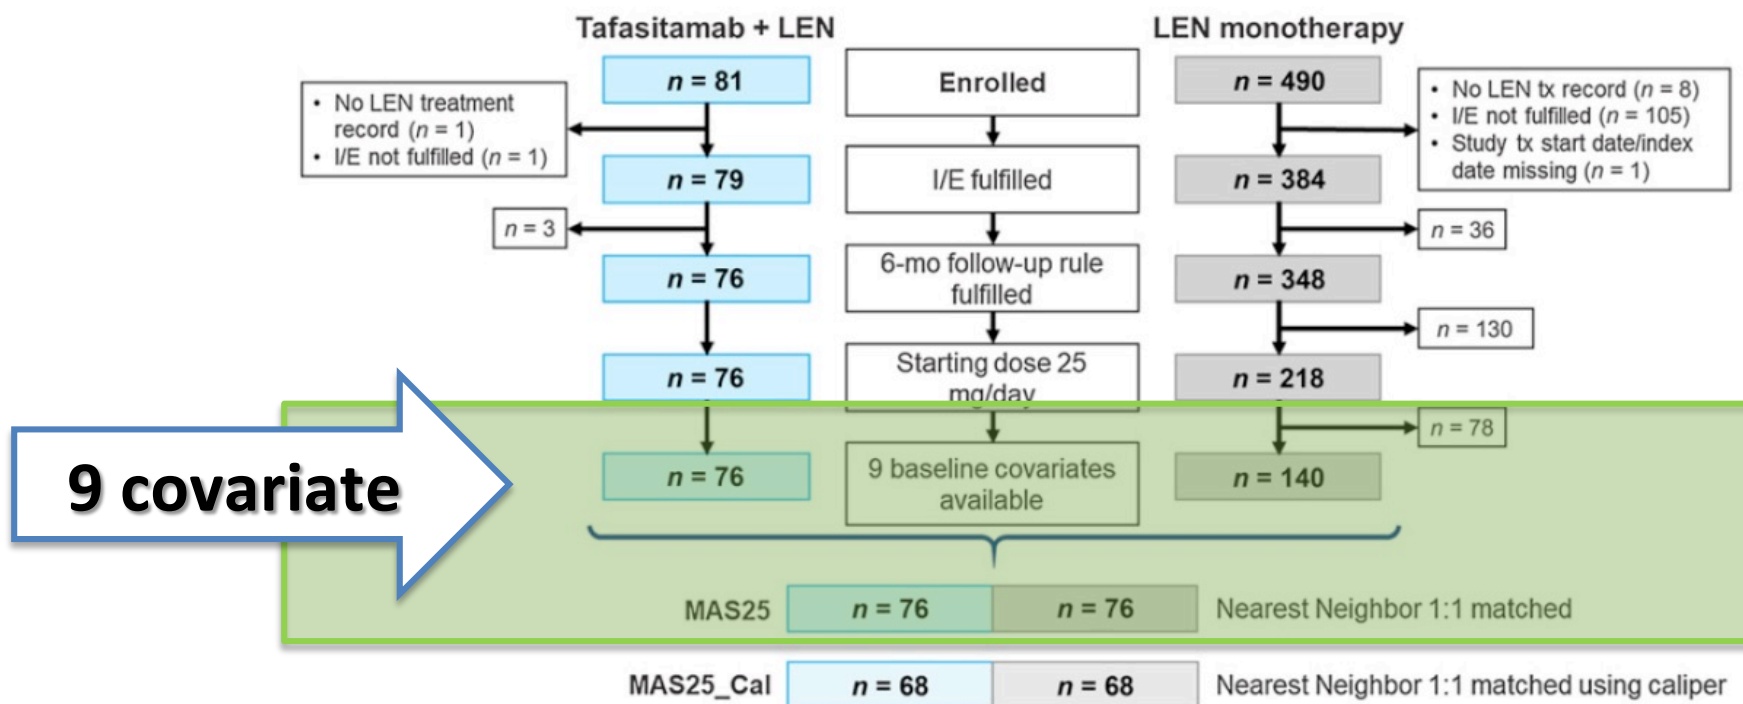 Tafasitamab + LEN
LEN monotherapy
n = 81
Enrolled
n = 490
• No LEN treatment
record (n = 1)
• I/E not fulfilled (n = 1)
• No LEN tx record (n = 8)
• I/E not fulfilled (n = 105)
• Study tx start date/index
date missing (n = 1)
n = 79
I/E fulfilled
n = 384
n = 3
n = 36
n = 76
6-mo follow-up rule
fulfilled
n = 348
n = 130
n = 76
Starting dose 25
mg/day
n = 218
n = 78
9 covariate
n = 76
9 baseline covariates
available
n = 140
MAS25
n = 76
n = 76
Nearest Neighbor 1:1 matched
MAS25_Cal
n = 68
n = 68
Nearest Neighbor 1:1 matched using caliper